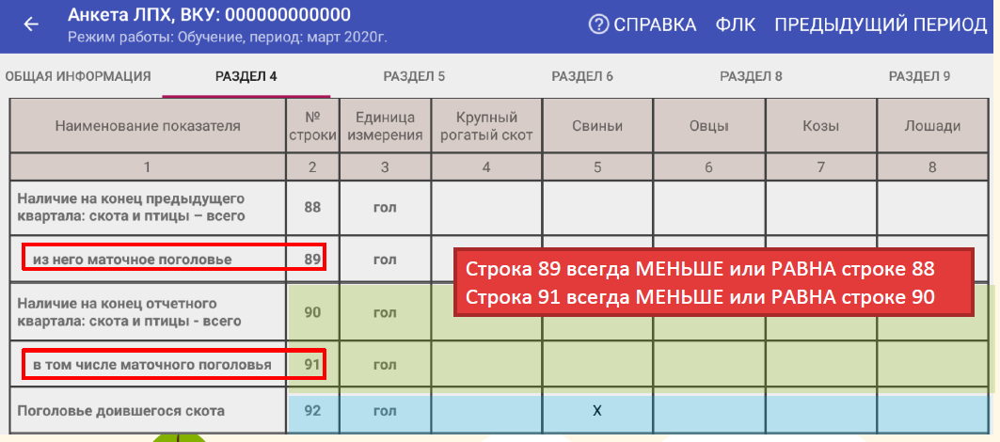 Анкета ЛПХ, ВКУ: 000000000000
Режим работы: Обучение, период: март 2020г.
СПРАВКА ФЛК ПРЕДЫДУЩИЙ ПЕРИОД
ОБЩАЯ ИНФОРМАЦИЯ РАЗДЕЛ 4 РАЗДЕЛ 5 РАЗДЕЛ 6 РАЗДЕЛ 8 РАЗДЕЛ 9
Наименование показателя
№
строки
Единица
измерения
Крупный
рогатый скот
Свиньи
Овцы
Козы
Лошади
1 2 3 4 5 6 7 8
Наличие на конец предыдущего
квартала: скота и птицы – всего
88 гол
из него маточное поголовье 89 гол
Строка 89 всегда МЕНЬШЕ или РАВНА строке 88
Строка 91 всегда МЕНЬШЕ или РАВНА строке 90
Наличие на конец отчетного
квартала: скота и птицы - всего
90 гол
в том числе маточного поголовья 91 гол
Поголовье доившегося скота 92 гол X